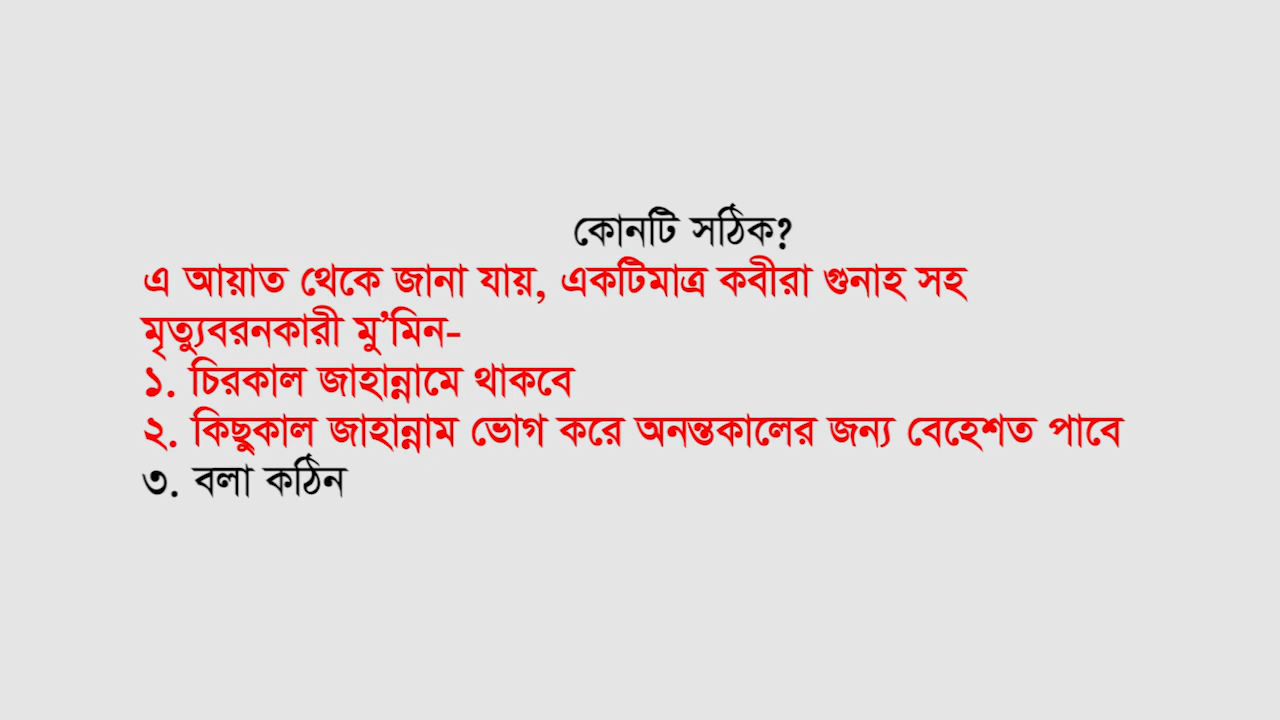 কোনটি সঠিক?
এ আয়াত থেকে জানা যায়, একটিমাত্র কবীরা গুনাহ সহ
মৃত্যুবরনকারী মু’মিন-
১. চিরকাল জাহান্নামে থাকবে
২. কিছুকাল জাহান্নাম ভোগ করে অনন্তকালের জন্য বেহেশত পাবে
৩. বলা কঠিন